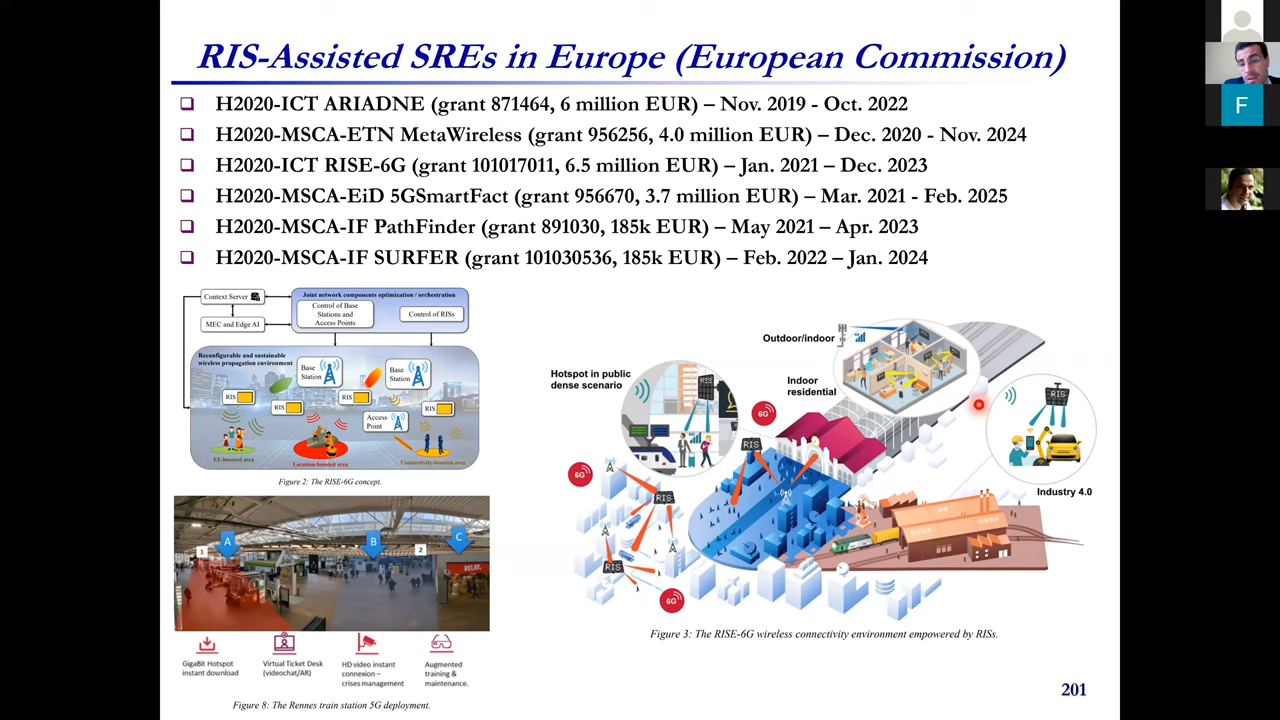 RIS-Assisted SREs in Europe (European Commission)
H2020-ICT ARIADNE (grant 871464, 6 million EUR) – Nov. 2019 - Oct. 2022
H2020-MSCA-ETN MetaWireless (grant 956256, 4.0 million EUR) – Dec. 2020 - Nov. 2024
H2020-ICT RISE-6G (grant 101017011, 6.5 million EUR) – Jan. 2021 – Dec. 2023
H2020-MSCA-EiD 5GSmartFact (grant 956670, 3.7 million EUR) – Mar. 2021 - Feb. 2025
H2020-MSCA-IF PathFinder (grant 891030, 185k EUR) – May 2021 – Apr. 2023
H2020-MSCA-IF SURFER (grant 101030536, 185k EUR) – Feb. 2022 – Jan. 2024
Context Server
MEC and Edge AI
Joint network components optimization / orchestration
Control of Base
Stations and
Access Points
Control of RISs
Reconfigurable and sustainable
wireless propagation environment
Base
Station
Base
Station
RIS
RIS
RIS
RIS
Access
Point
EE-boosted area
Location-boosted area
Connectivity-boosted area
Figure 2: The RISE-6G concept.
1
A
B
2
C
RELAY
GigaBit Hotspot
instant download
Virtual Ticket Desk
(videochat/AR)
HD video instant
connexion –
crises management
Augmented
training &
maintenance.
Figure 8: The Rennes train station 5G deployment.
Outdoor/indoor
Hotspot in public
dense scenario
Indoor
residential
RIS
RIS
6G
RIS
6G
RIS
RIS
6G
Industry 4.0
Figure 3: The RISE-6G wireless connectivity environment empowered by RISs.
201
F